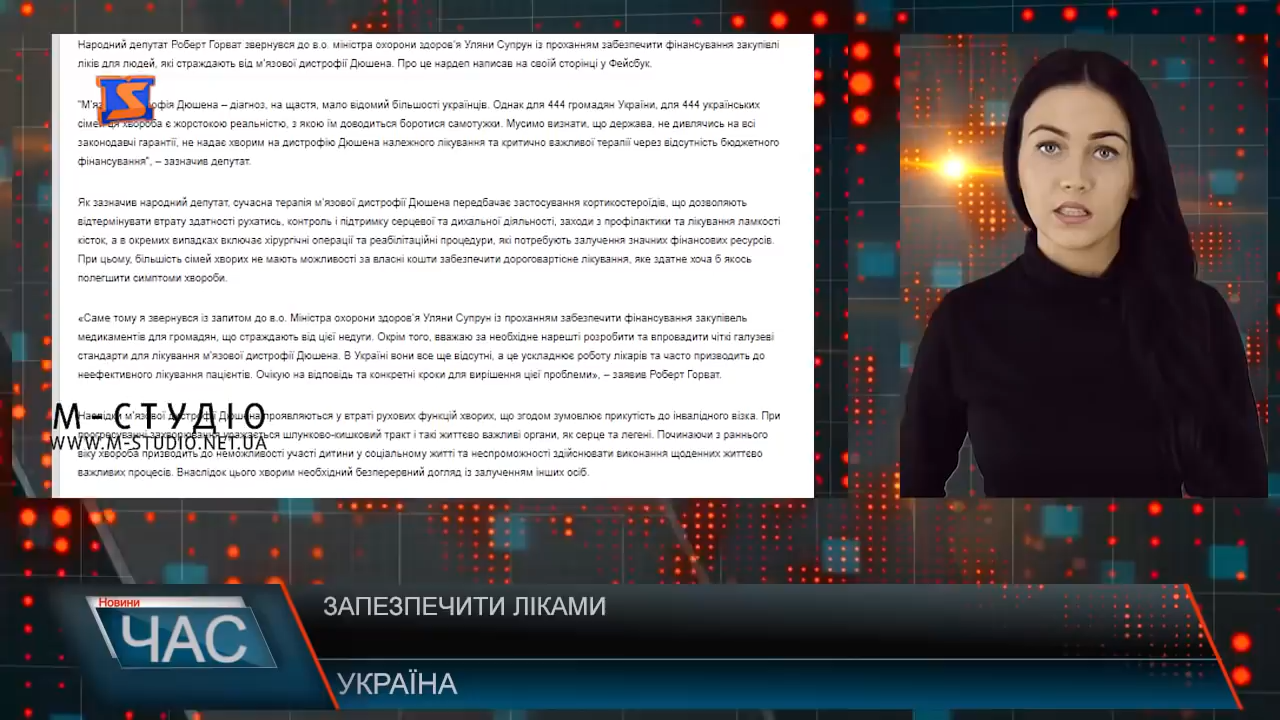 Народний депутат Роберт Горват звернувся до в.о. міністра охорони здоров'я Уляни Супрун із проханням забезпечити фінансування закупівлі
ліків для людей, які страждають від м'язової дистрофії Дюшена. Про це нардеп написав на своїй сторінці у Фейсбук.
"М'яз фія Дюшена – діагноз, на щастя, мало відомий більшості українців. Однак для 444 громадян України, для 444 українських
сімей ця хвороба є жорстокою реальністю, з якою їм доводиться боротися самотужки. Мусимо визнати, що держава, не дивлячись на всі
законодавчі гарантії, не надає хворим на дистрофію Дюшена належного лікування та критично важливої терапії через відсутність бюджетного
фінансування", – зазначив депутат.
Як зазначив народний депутат, сучасна терапія м'язової дистрофії Дюшена передбачає застосування кортикостероїдів, що дозволяють
відтермінувати втрату здатності рухатись, контроль і підтримку серцевої та дихальної діяльності, заходи з профілактики та лікування ламкості
кісток, а в окремих випадках включає хірургічні операції та реабілітаційні процедури, які потребують залучення значних фінансових ресурсів.
При цьому, більшість сімей хворих не мають можливості за власні кошти забезпечити дороговартісне лікування, яке здатне хоча б якось
полегшити симптоми хвороби.
«Саме тому я звернувся із запитом до в.о. Міністра охорони здоров'я Уляни Супрун із проханням забезпечити фінансування закупівель
медикаментів для громадян, що страждають від цієї недуги. Окрім того, вважаю за необхідне нарешті розробити та впровадити чіткі галузеві
стандарти для лікування м'язової дистрофії Дюшена. В Україні вони все ще відсутні, а це ускладнює роботу лікарів та часто призводить до
неефективного лікування пацієнтів. Очікую на відповідь та конкретні кроки для вирішення цієї проблеми», – заявив Роберт Горват.
Наслідки м'язової дистрофії Дюшена проявляються у втраті рухових функцій хворих, що згодом зумовлює прикутість до інвалідного візка. При
М-СТУДІО
прогресуванні захворювання уражається шлунково-кишковий тракт і такі життєво важливі органи, як серце та легені. Починаючи з раннього
WWW.M-STUDIO.NET.UA
віку хвороба призводить до неможливості участі дитини у соціальному житті та неспроможності здійснювати виконання щоденних життєво
важливих процесів. Внаслідок цього хворим необхідний безперервний догляд із залученням інших осіб.
Новини
ЧАС
ЗАПЕЗПЕЧИТИ ЛІКАМИ
УКРАЇНА